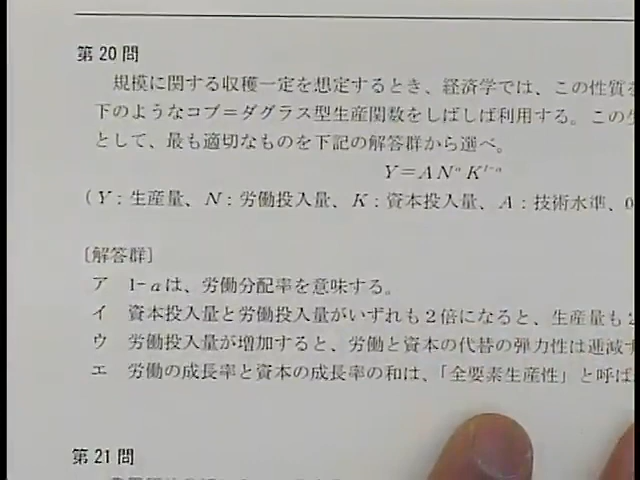 第20問
規模に関する収穫一定を想定するとき、経済学では、この性質を
下のようなコブ=ダグラス型生産関数をしばしば利用する。この
として、最も適切なものを下記の解答群から選べ。
Y=AN^αK^1-α
(Y:生産量、N:労働投入量、K:資本投入量、A:技術水準、0
〔解答群〕
ア 1-αは、労働分配率を意味する。
イ 資本投入量と労働投入量がいずれも2倍になると、生産量も2
ウ 労働投入量が増加すると、労働と資本の代替の弾力性は逓減す
エ 労働の成長率と資本の成長率の和は、「全要素生産性」と呼ば
第21問